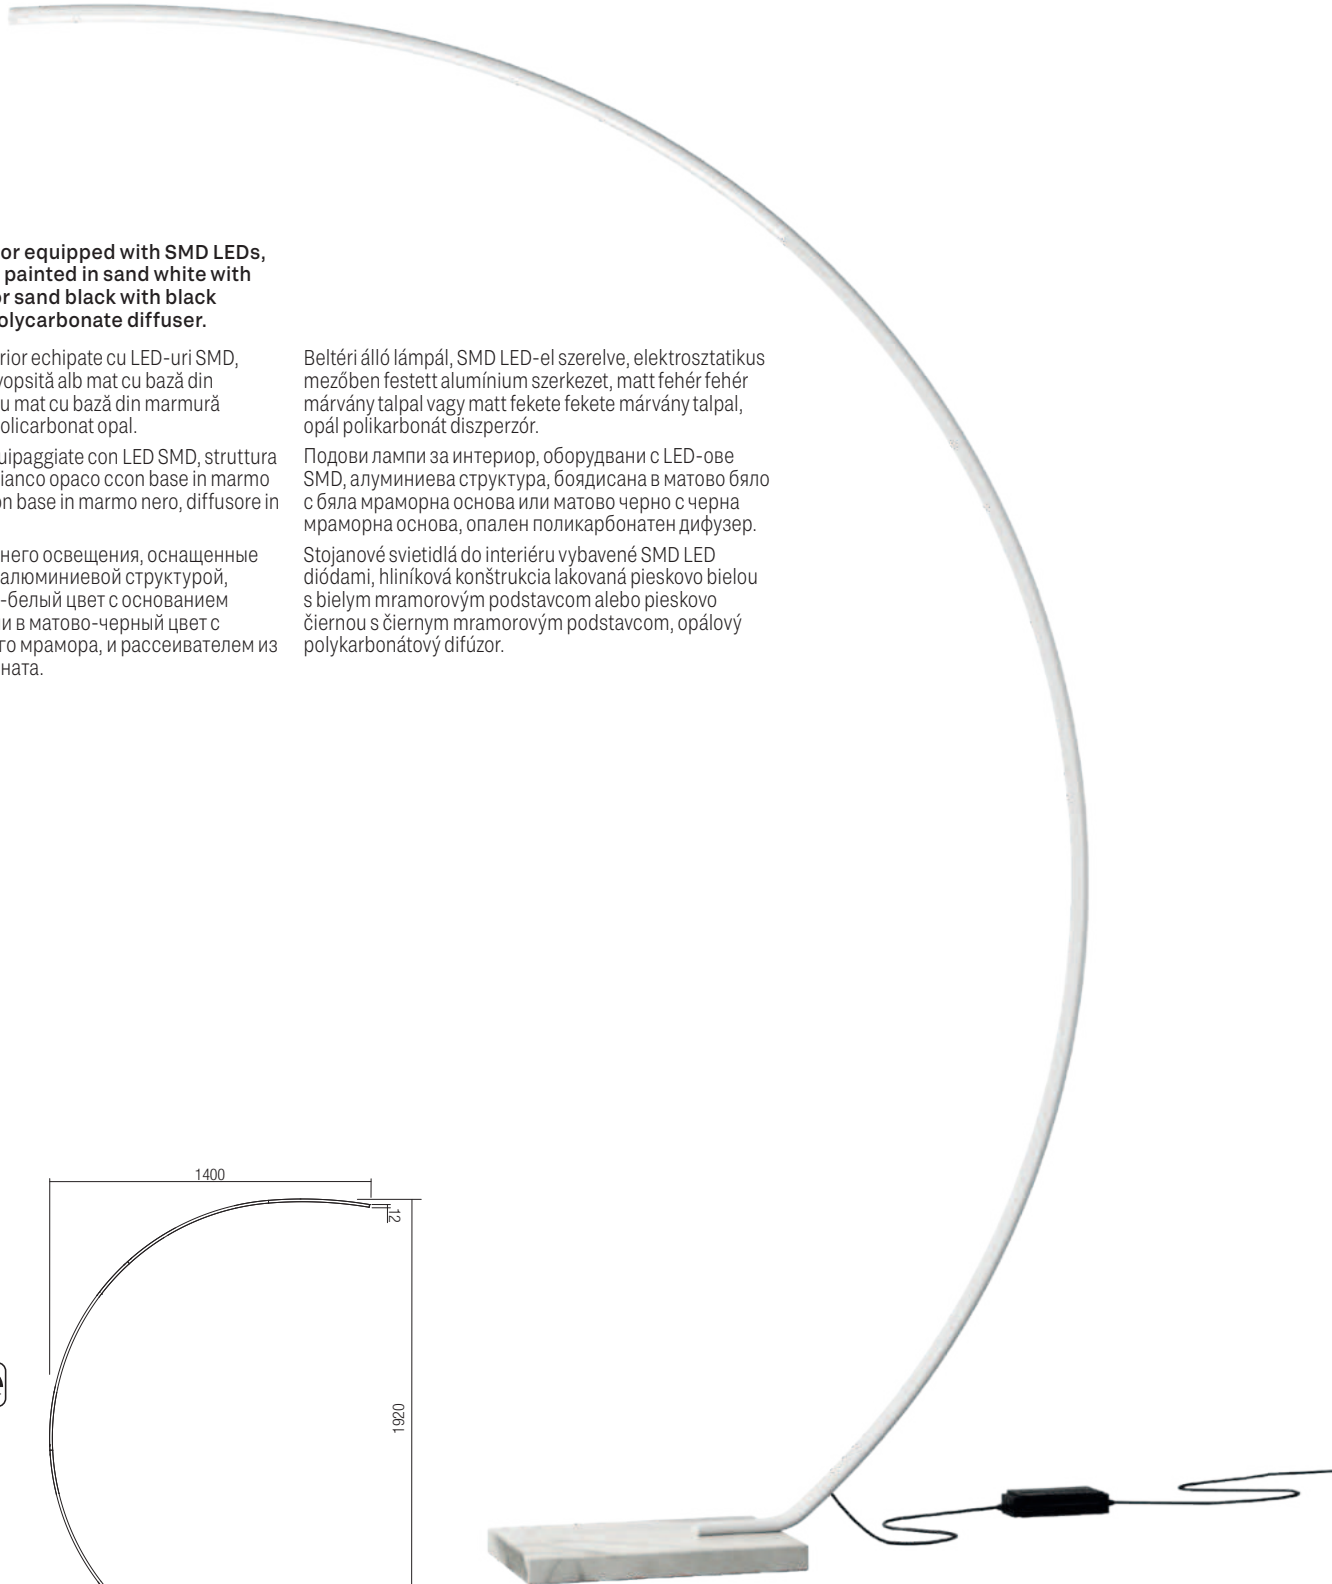 or equipped with SMD LEDs,
painted in sand white with
or sand black with black
olycarbonate diffuser.
rior echipate cu LED-uri SMD,
vopsită alb mat cu bază din
u mat cu bază din marmură
olicarbonat opal.
uipaggiate con LED SMD, struttura
ianco opaco ccon base in marmo
on base in marmo nero, diffusore in
него освещения, оснащенные
алюминиевой структурой,
-белый цвет с основанием
и в матово-черный цвет с
го мрамора, и рассеивателем из
ната.
Beltéri álló lámpál, SMD LED-el szerelve, elektrosztatikus
mezőben festett alumínium szerkezet, matt fehér fehér
márvány talpal vagy matt fekete fekete márvány talpal,
opál polikarbonát diszperzór.
Подови лампи за интериор, оборудвани с LED-ове
SMD, алуминиева структура, боядисана в матово бяло
с бяла мраморна основа или матово черно с черна
мраморна основа, опален поликарбонатен дифузер.
Stojanové svietidlá do interiéru vybavené SMD LED
diódami, hliníková konštrukcia lakovaná pieskovo bielou
s bielym mramorovým podstavcom alebo pieskovo
čiernou s čiernym mramorovým podstavcom, opálový
polykarbonátový difúzor.
1400
12
1920